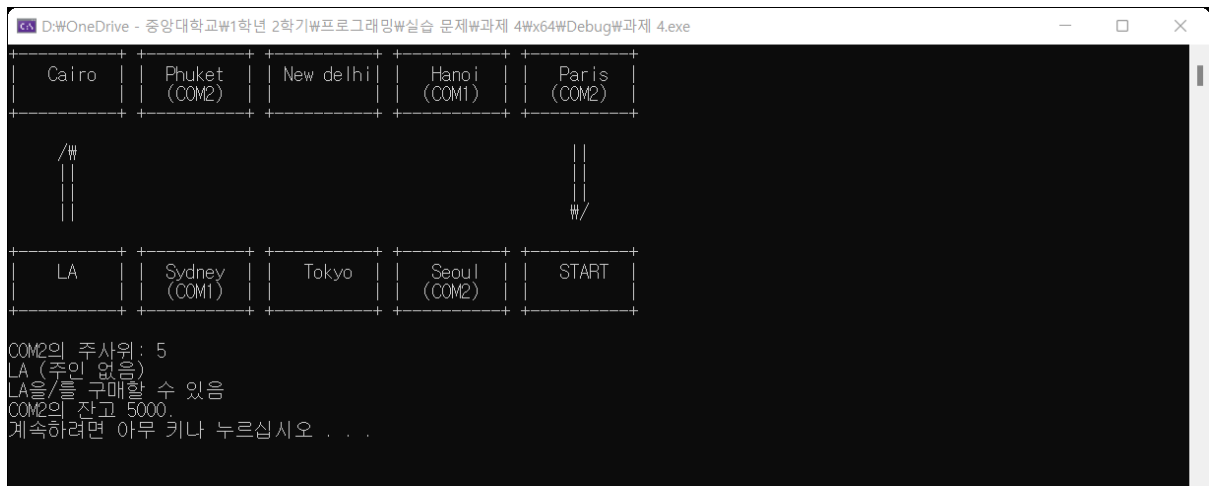 D:₩OneDrive - 중앙대학교₩1학년 2학기₩프로그래밍₩실습 문제₩과제 4₩x64₩Debug₩과제 4.exe
+----------+ +----------+ +----------+ +----------+ +----------+
|   Cairo  | |  Phuket  | | New delhi| |   Hanoi  | |   Paris  |
|          | |  (COM2)  | |          | |  (COM1)  | |  (COM2)  |
+----------+ +----------+ +----------+ +----------+ +----------+
/₩ ||
|| ||
|| ||
|| ₩/
+----------+ +----------+ +----------+ +----------+ +----------+
|    LA    | |  Sydney  | |   Tokyo  | |   Seoul  | |   START  |
|          | |  (COM1)  | |          | |  (COM2)  | |          |
+----------+ +----------+ +----------+ +----------+ +----------+
COM2의 주사위: 5
LA (주인 없음)
LA을/를 구매할 수 있음
COM2의 잔고 5000.
계속하려면 아무 키나 누르십시오 . . .